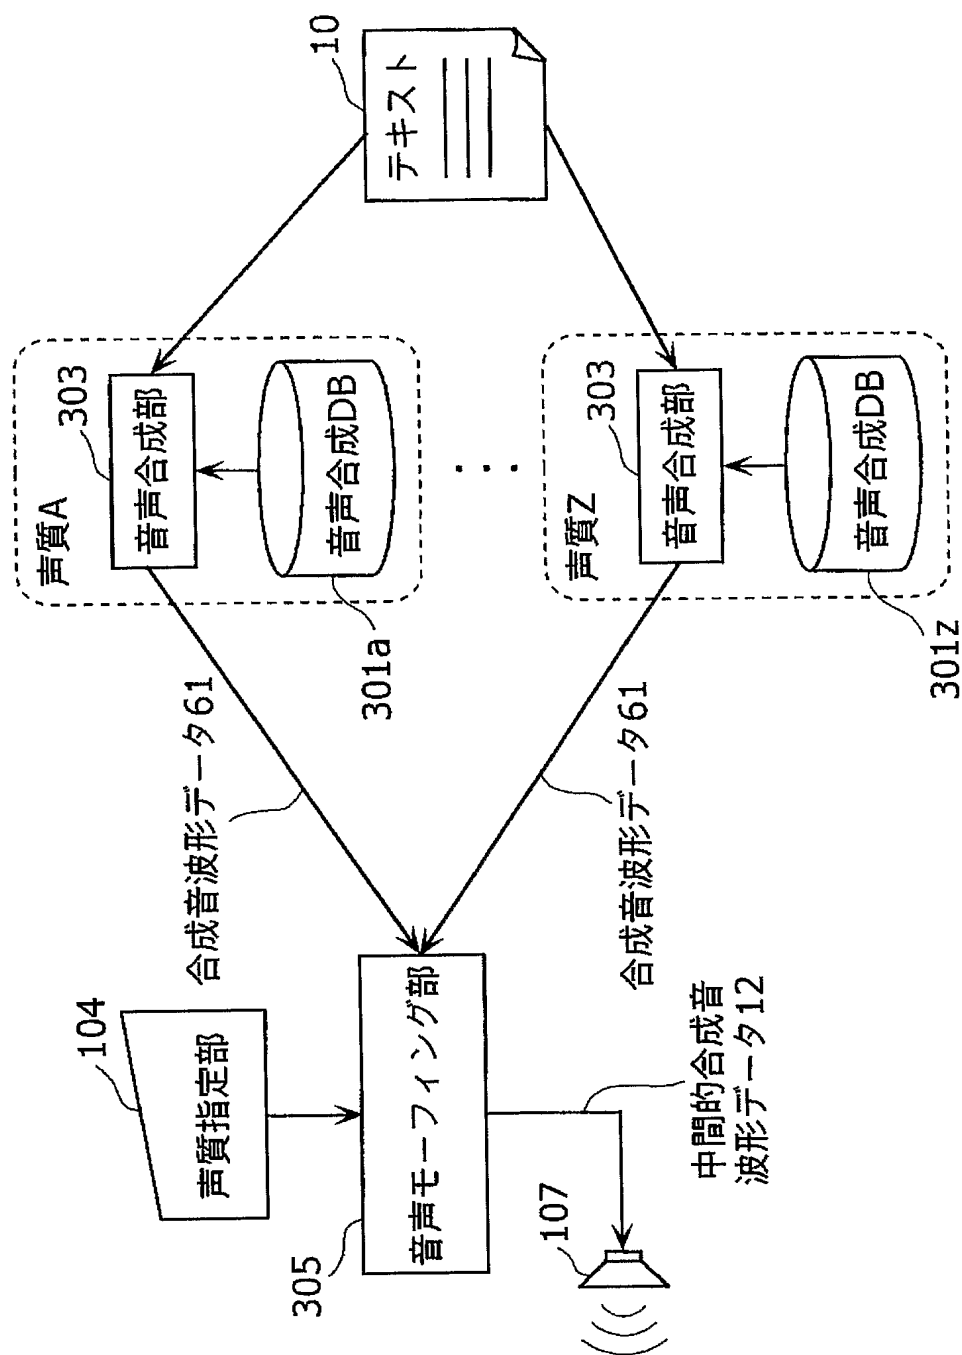 10
テキスト
声質A
303
音声合成部
音声合成DB
301a
・・・
声質Z
303
音声合成部
音声合成DB
301z
合成音波形データ61
合成音波形データ61
104
声質指定部
305
音声モーフィング部
中間的合成音
波形データ12
107